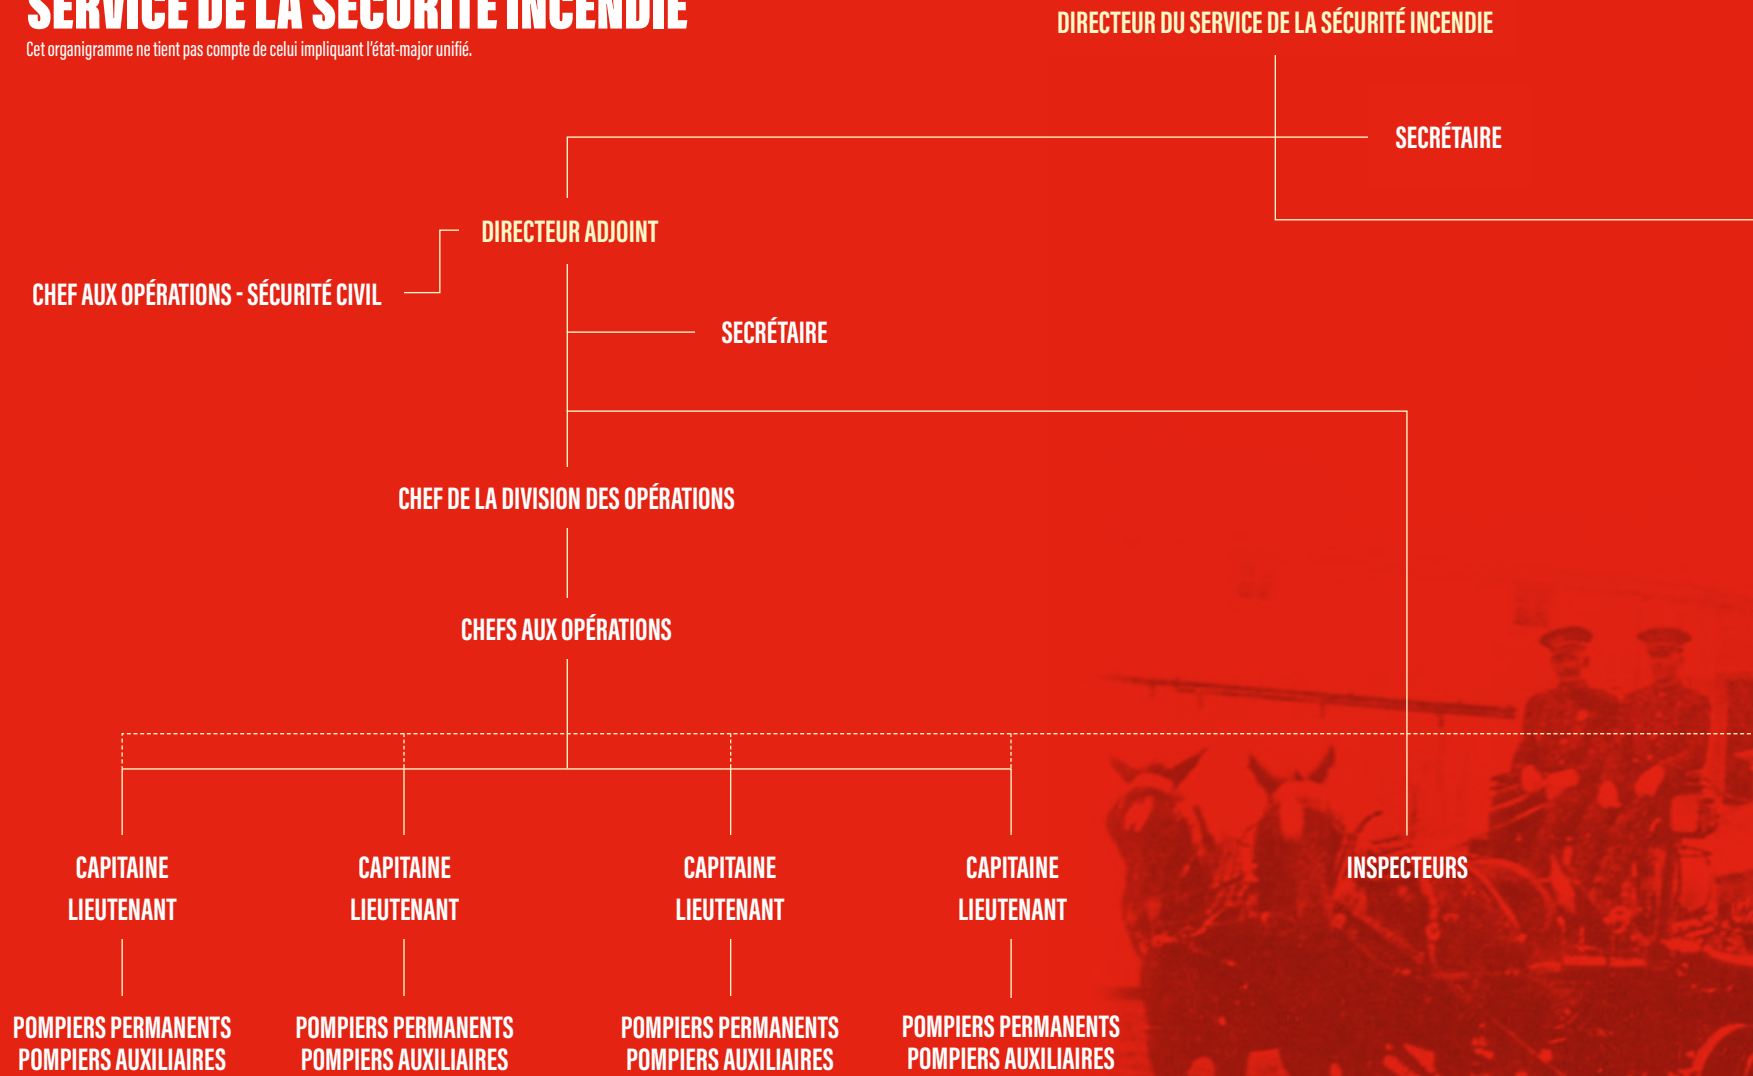 SERVICE DE LA SÉCURITÉ INCENDIE
Cet organigramme ne tient pas compte de celui impliquant l'état-major unifié.
DIRECTEUR DU SERVICE DE LA SÉCURITÉ INCENDIE
SECRÉTAIRE
DIRECTEUR ADJOINT
CHEF AUX OPÉRATIONS - SÉCURITÉ CIVIL
SECRÉTAIRE
CHEF DE LA DIVISION DES OPÉRATIONS
CHEFS AUX OPÉRATIONS
CAPITAINE
LIEUTENANT
CAPITAINE
LIEUTENANT
CAPITAINE
LIEUTENANT
CAPITAINE
LIEUTENANT
INSPECTEURS
POMPIERS PERMANENTS
POMPIERS AUXILIAIRES
POMPIERS PERMANENTS
POMPIERS AUXILIAIRES
POMPIERS PERMANENTS
POMPIERS AUXILIAIRES
POMPIERS PERMANENTS
POMPIERS AUXILIAIRES